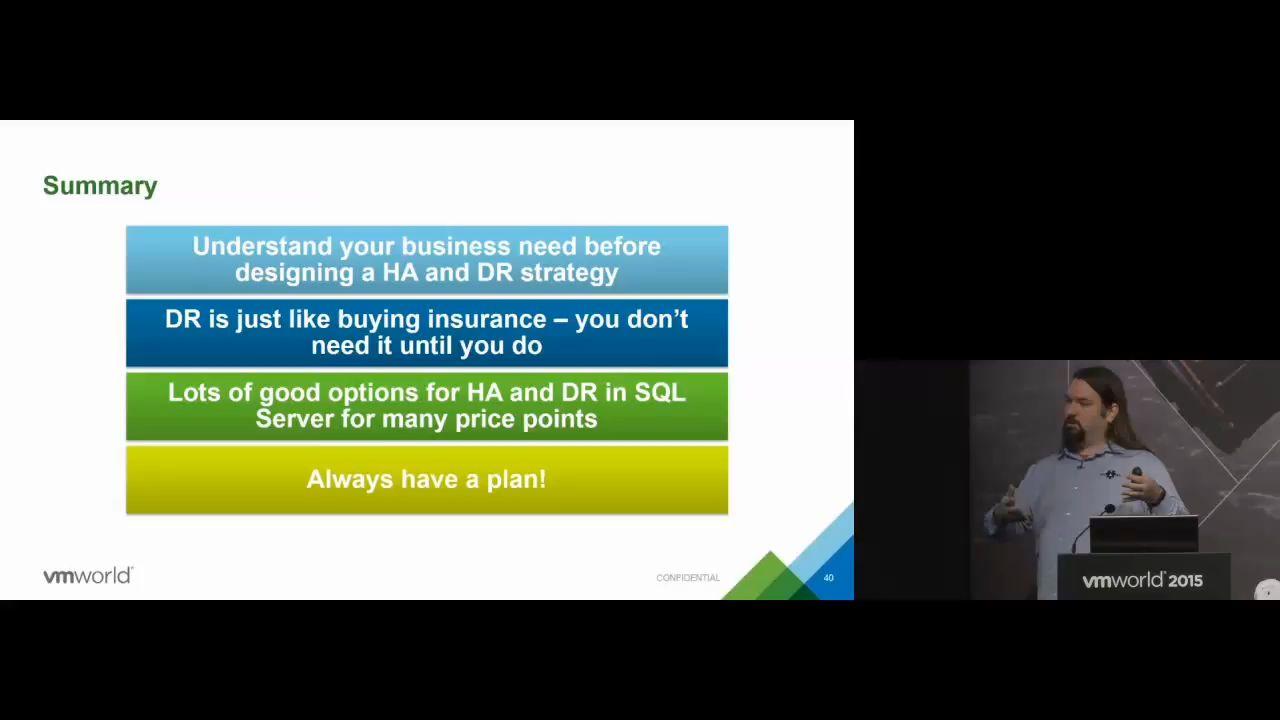 Summary
Understand your business need before
designing a HA and DR strategy
DR is just like buying insurance – you don't
need it until you do
Lots of good options for HA and DR in SQL
Server for many price points
Always have a plan!
vmworld
CONFIDENTIAL
40
vmworld 2015